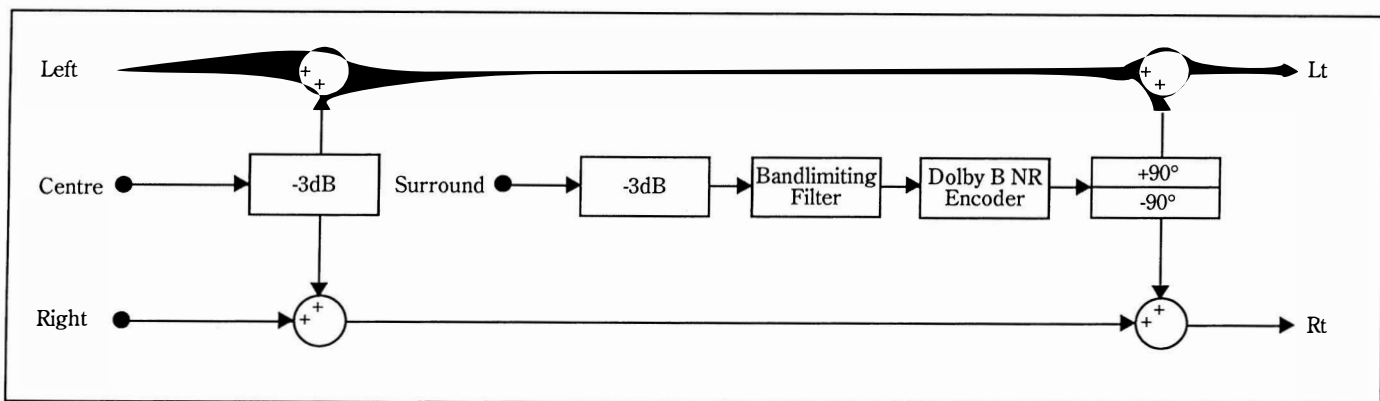 Left
+
+
+
+
Lt
Centre
-3dB
Surround
-3dB
Bandlimiting
Filter
Dolby B NR
Encoder
+90°
-90°
Right
+
+
+
+
Rt